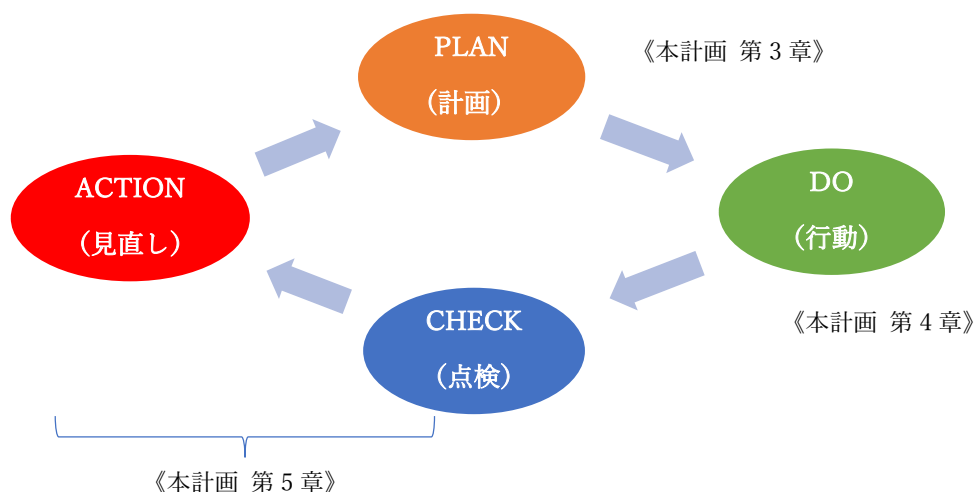 PLAN
（計画）
《本計画 第３章》
ACTION
（見直し）
DO
（行動）
CHECK
（点検）
《本計画 第４章》
《本計画 第５章》